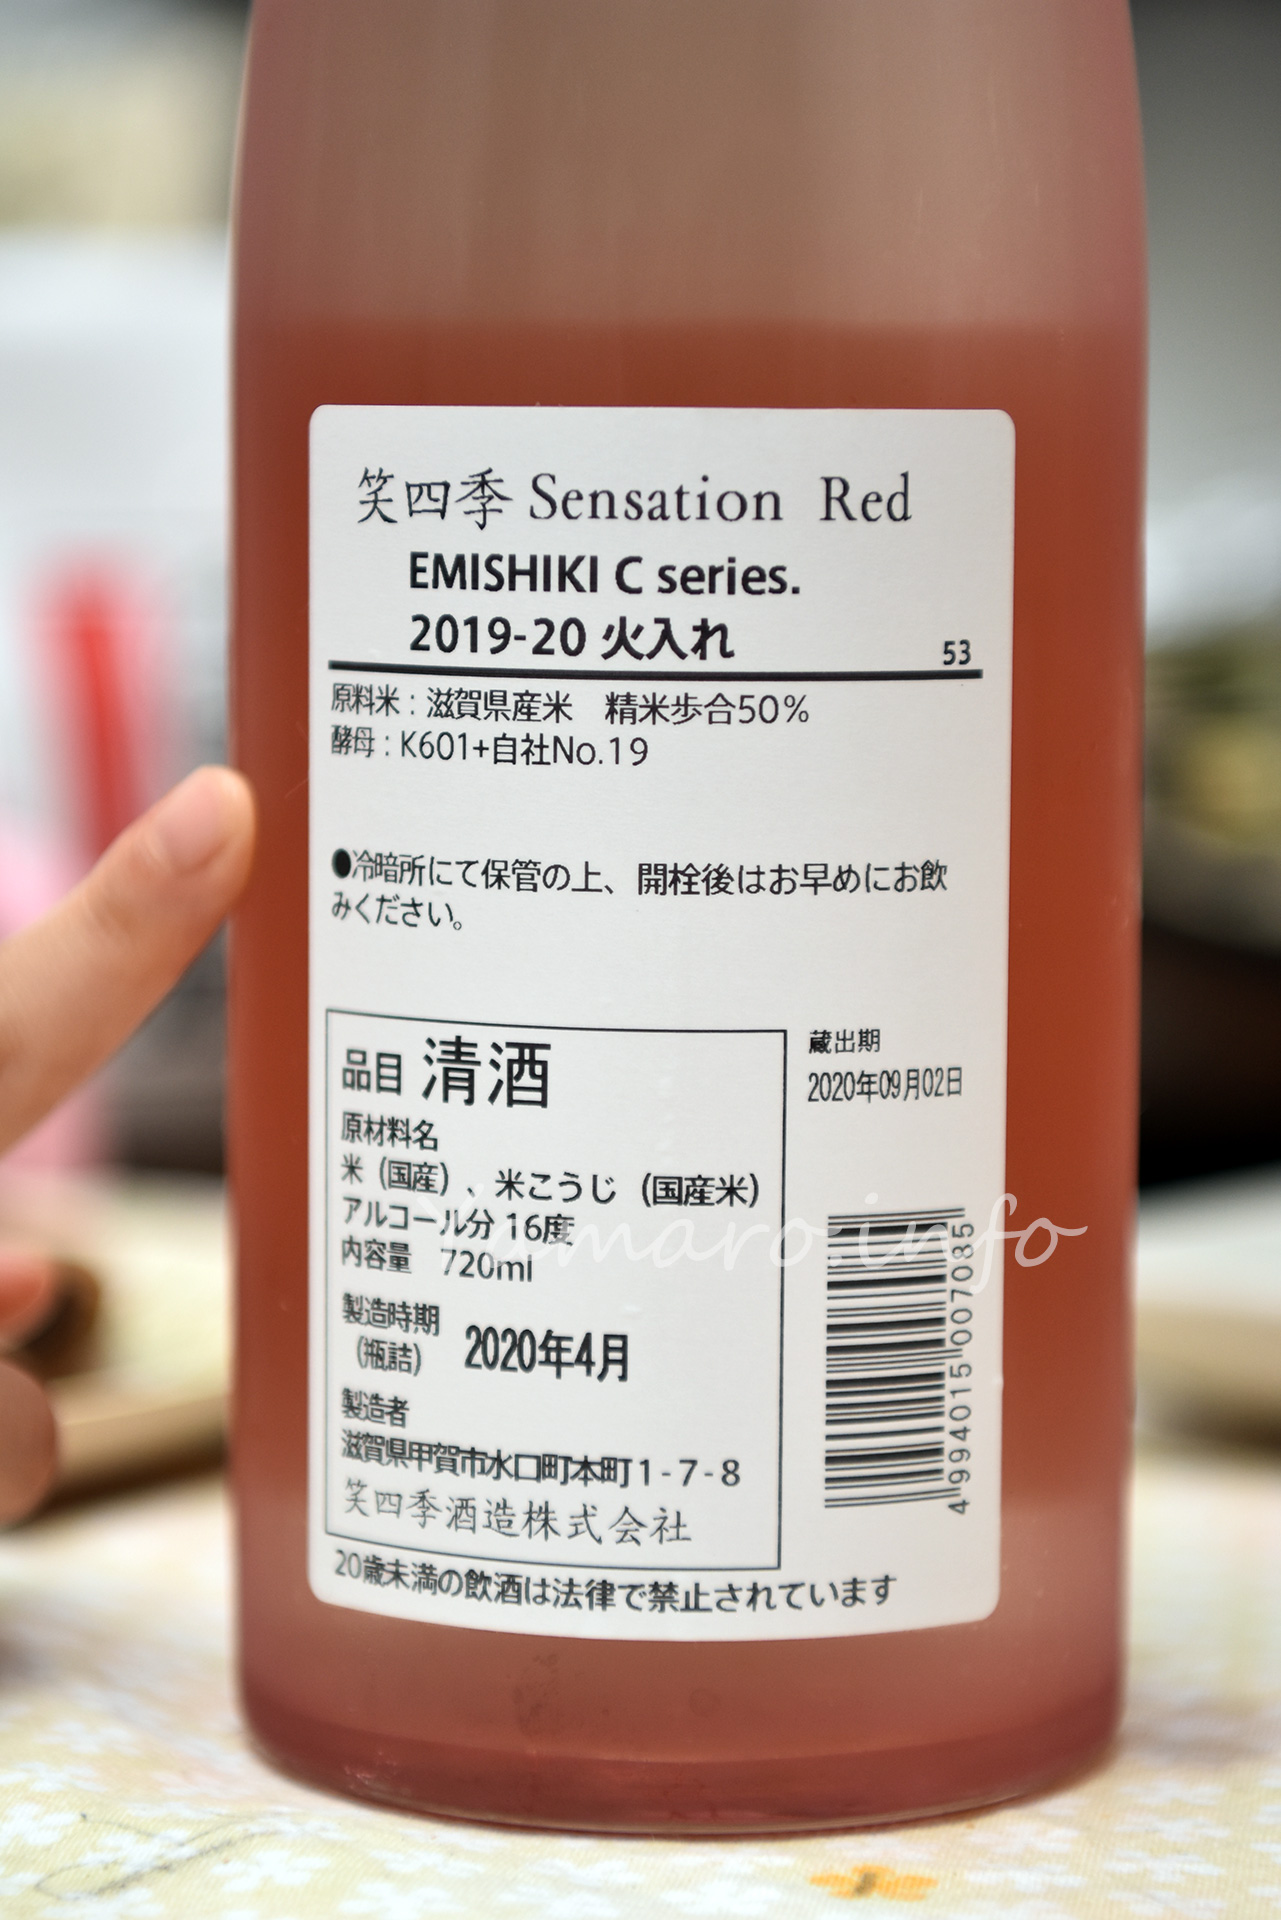 笑四季 Sensation Red
EMISHIKI C series.
2019-20 火入れ
53
原料米：滋賀県産米　精米歩合50%
酵母：K601+自社No.19
●冷暗所にて保管の上、開栓後はお早めにお飲
みください。
品目 清酒
原材料名
米（国産）、米こうじ（国産米）
アルコール分 16度
内容量　720ml
製造時期
（瓶詰）
2020年4月
製造者
滋賀県甲賀市水口町本町1-7-8
笑四季酒造株式会社
蔵出期
2020年09月02日
4994015007085
20歳未満の飲酒は法律で禁止されています
Yamaro.info